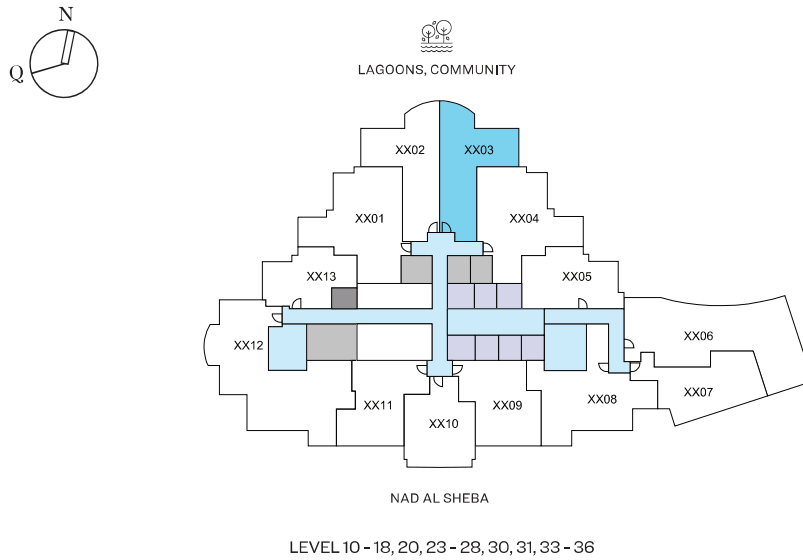 N
Q
LAGOONS, COMMUNITY
XX02
XX03
XX01
XX04
XX13
XX05
XX06
XX12
XX07
XX11
XX09
XX08
XX10
NAD AL SHEBA
LEVEL 10 - 18, 20, 23 - 28, 30, 31, 33 - 36